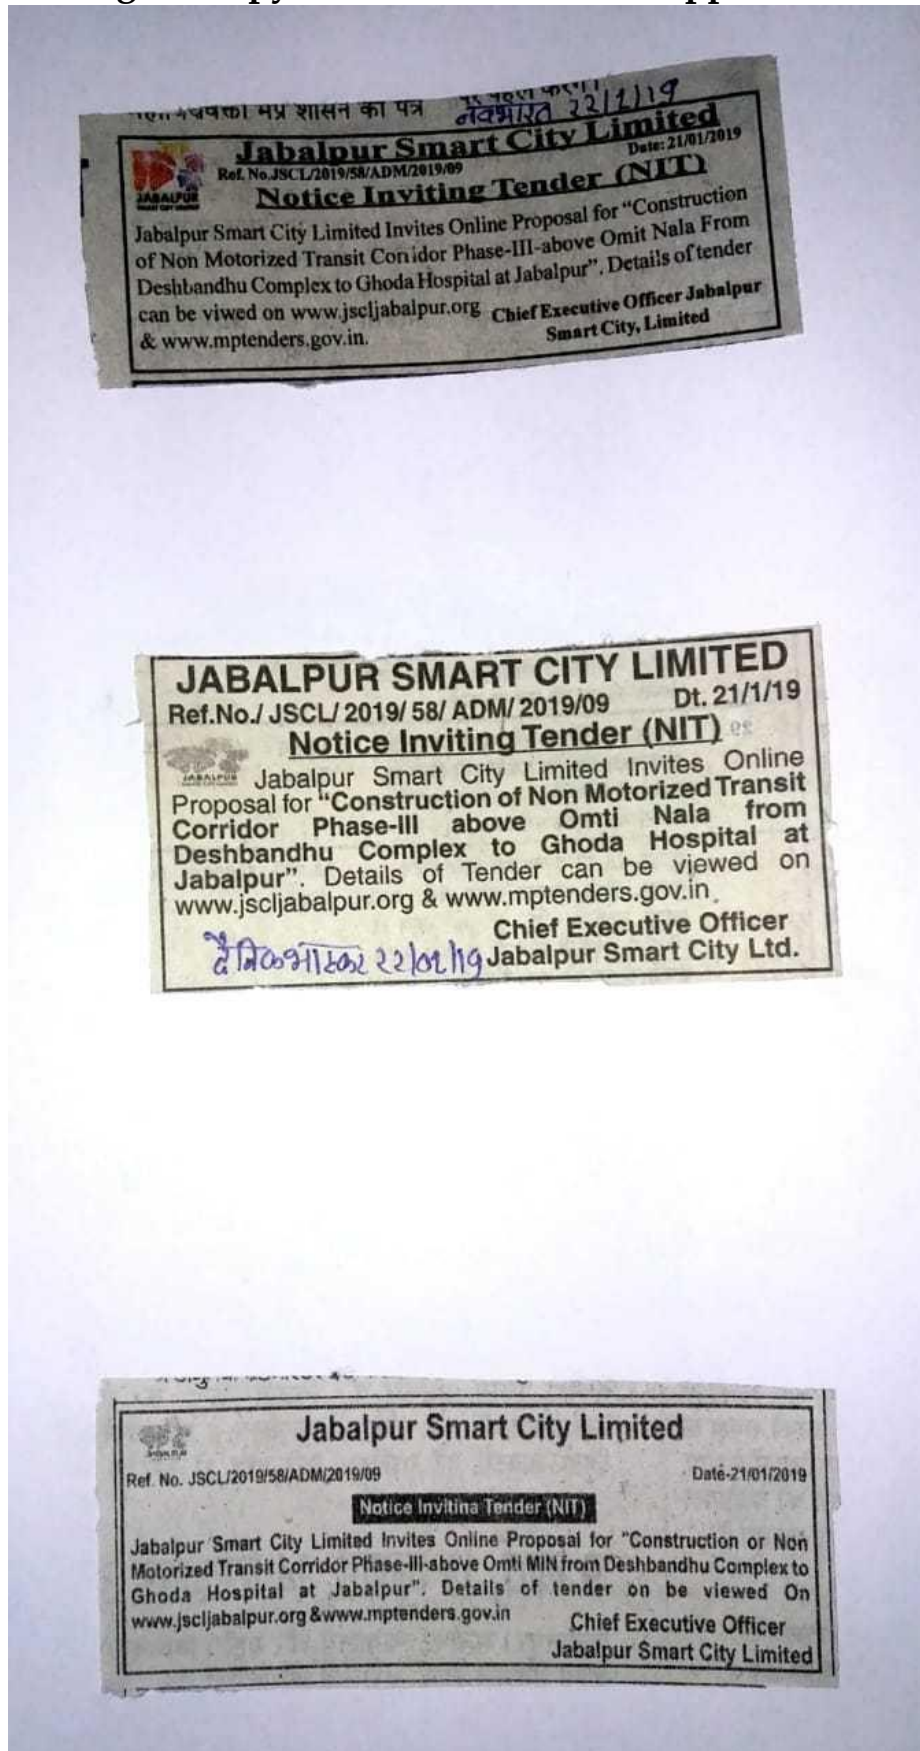 मप्र शासन का पत्र
नवभारत २२/1/19
Jabalpur Smart City Limited
Date: 21/01/2019
Ref. No.JSCL/2019/58/ADM/2019/09
JABALPUR
Notice Inviting Tender (NIT)
Jabalpur Smart City Limited Invites Online Proposal for “Construction
of Non Motorized Transit Corridor Phase-III-above Omit Nala From
Deshbandhu Complex to Ghoda Hospital at Jabalpur”. Details of tender
can be viwed on www.jscljabalpur.org
& www.mptenders.gov.in.
Chief Executive Officer Jabalpur
Smart City, Limited
JABALPUR SMART CITY LIMITED
Ref.No./ JSCL/ 2019/ 58/ ADM/ 2019/09 Dt. 21/1/19
Notice Inviting Tender (NIT)
JABALPUR
Jabalpur Smart City Limited Invites Online
Proposal for “Construction of Non Motorized Transit
Corridor Phase-III above Omti Nala from
Deshbandhu Complex to Ghoda Hospital at
Jabalpur”. Details of Tender can be viewed on
www.jscljabalpur.org & www.mptenders.gov.in.
Chief Executive Officer
दैनिक भास्कर २२/01/19 Jabalpur Smart City Ltd.
Jabalpur Smart City Limited
Ref. No. JSCL/2019/58/ADM/2019/09 Date-21/01/2019
Notice Invitina Tender (NIT)
Jabalpur Smart City Limited Invites Online Proposal for "Construction or Non
Motorized Transit Corridor Phase-III-above Omti MIN from Deshbandhu Complex to
Ghoda Hospital at Jabalpur". Details of tender on be viewed On
www.jscljabalpur.org &www.mptenders.gov.in
Chief Executive Officer
Jabalpur Smart City Limited